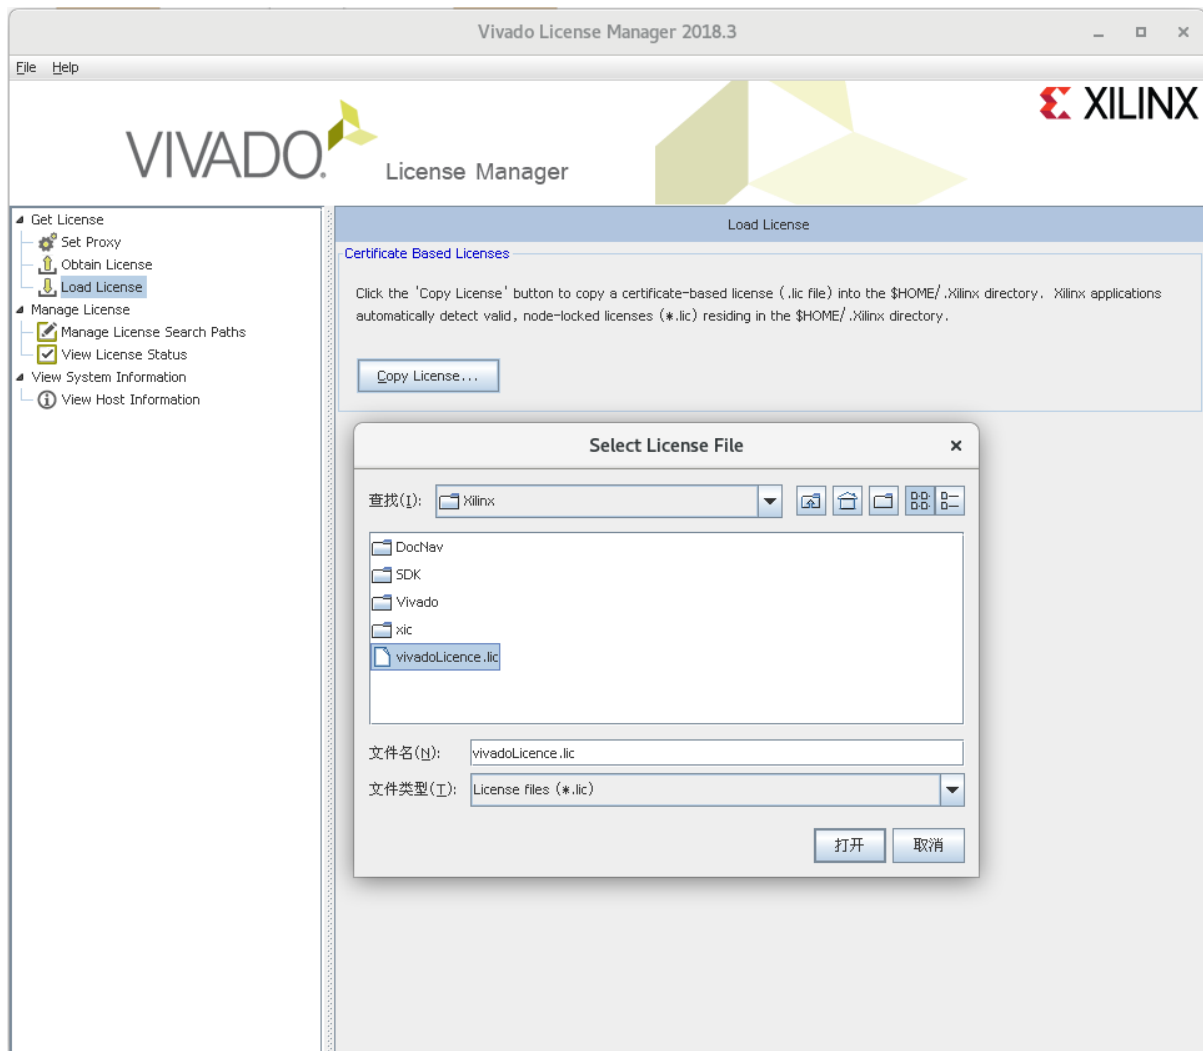 Vivado License Manager 2018.3
File Help
XILINX
VIVADO.
License Manager
Get License
Set Proxy
Obtain License
Load License
Manage License
Manage License Search Paths
View License Status
View System Information
View Host Information
Load License
Certificate Based Licenses
Click the 'Copy License' button to copy a certificate-based license (.lic file) into the $HOME/.Xilinx directory. Xilinx applications
automatically detect valid, node-locked licenses (*.lic) residing in the $HOME/.Xilinx directory.
Copy License...
Select License File
查找(I): Xilinx
DocNav
SDK
Vivado
xic
vivadoLicence.lic
文件名(N): vivadoLicence.lic
文件类型(T): License files (*.lic)
打开 取消